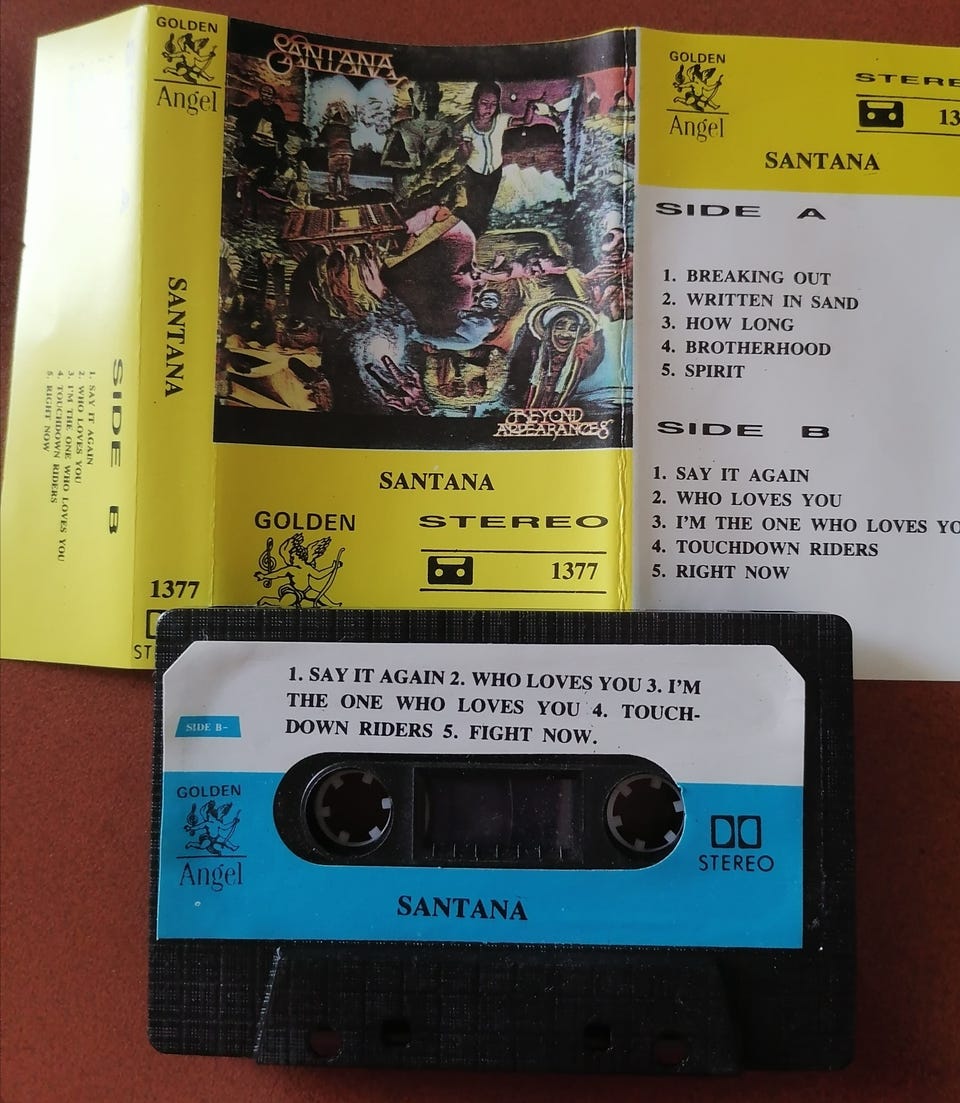 GOLDEN
Angel
SANTANA
1377
ST
SIDE B
1. SAY IT AGAIN
2. WHO LOVES YOU
3. I'M THE ONE WHO LOVES YOU
4. TOUCHDOWN RIDERS
5. RIGHT NOW
SANTANA
BEYOND
APPEARANCES
SANTANA
GOLDEN
STEREO
1377
GOLDEN
Angel
STERE
13
SANTANA
SIDE A
1. BREAKING OUT
2. WRITTEN IN SAND
3. HOW LONG
4. BROTHERHOOD
5. SPIRIT
SIDE B
1. SAY IT AGAIN
2. WHO LOVES YOU
3. I'M THE ONE WHO LOVES YO
4. TOUCHDOWN RIDERS
5. RIGHT NOW
1. SAY IT AGAIN 2. WHO LOVES YOU 3. I'M
THE ONE WHO LOVES YOU 4. TOUCH-
DOWN RIDERS 5. FIGHT NOW.
SIDE B-
GOLDEN
Angel
STEREO
SANTANA